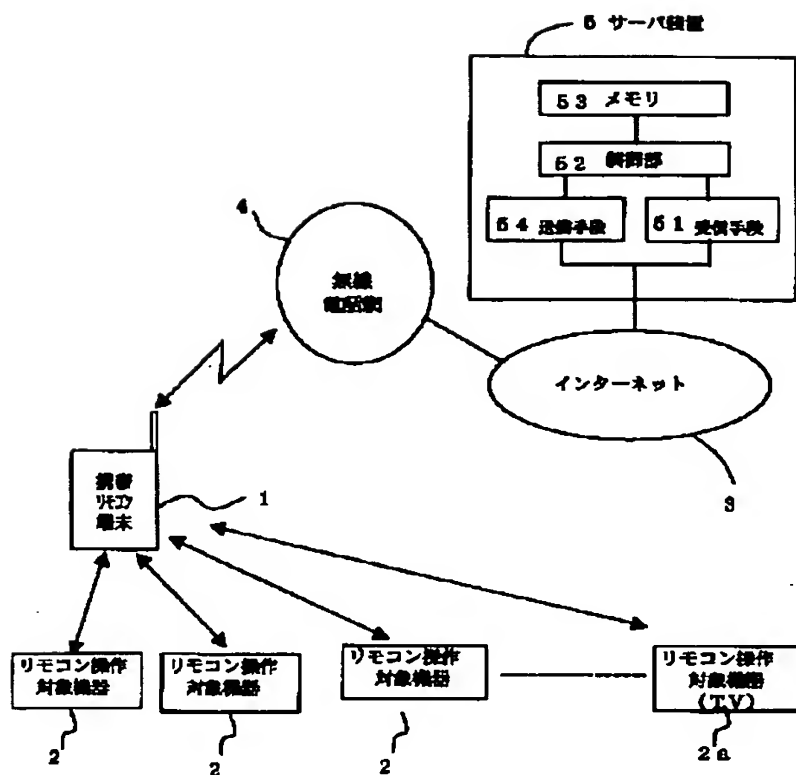 5 サーバ装置
53 メモリ
52 制御部
54 送信手段
51 受信手段
4
無線
電話網
インターネット
3
携帯
リモコン
端末
1
リモコン操作
対象機器
リモコン操作
対象機器
リモコン操作
対象機器
リモコン操作
対象機器
(TV)
2
2
2
2a